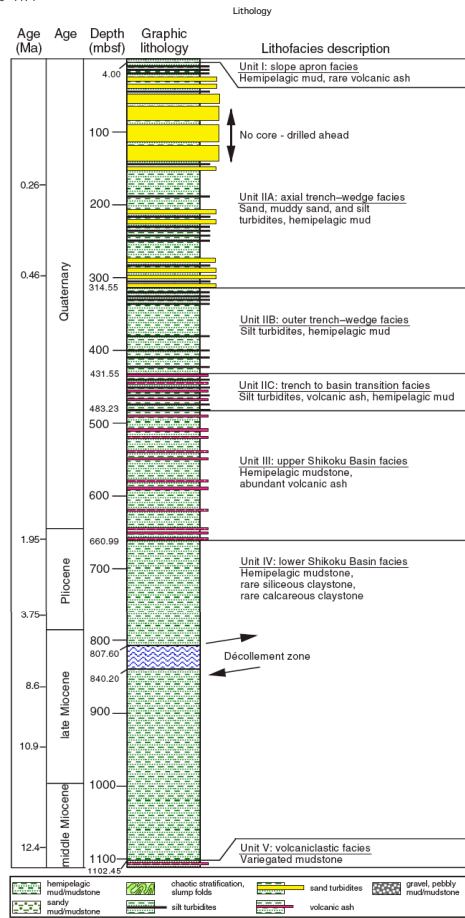 Lithology
Age
(Ma)
Age
Depth
(mbsf)
Graphic
lithology
Lithofacies description
4.00
Unit I: slope apron facies
Hemipelagic mud, rare volcanic ash
100
No core - drilled ahead
0.26
200
Unit IIA: axial trench–wedge facies
Sand, muddy sand, and silt
turbidites, hemipelagic mud
0.46
Quaternary
300
314.55
Unit IIB: outer trench–wedge facies
Silt turbidites, hemipelagic mud
400
431.55
Unit IIC: trench to basin transition facies
Silt turbidites, volcanic ash, hemipelagic mud
483.23
500
Unit III: upper Shikoku Basin facies
Hemipelagic mudstone,
abundant volcanic ash
600
1.95
660.99
Unit IV: lower Shikoku Basin facies
Hemipelagic mudstone,
rare siliceous claystone,
rare calcareous claystone
700
Pliocene
3.75
800
807.60
Décollement zone
840.20
8.6
late Miocene
900
10.9
1000
middle Miocene
12.4
Unit V: volcaniclastic facies
Variegated mudstone
1100
1102.45
hemipelagic
mud/mudstone
chaotic stratification,
slump folds
sand turbidites
gravel, pebbly
mud/mudstone
sandy
mud/mudstone
silt turbidites
volcanic ash